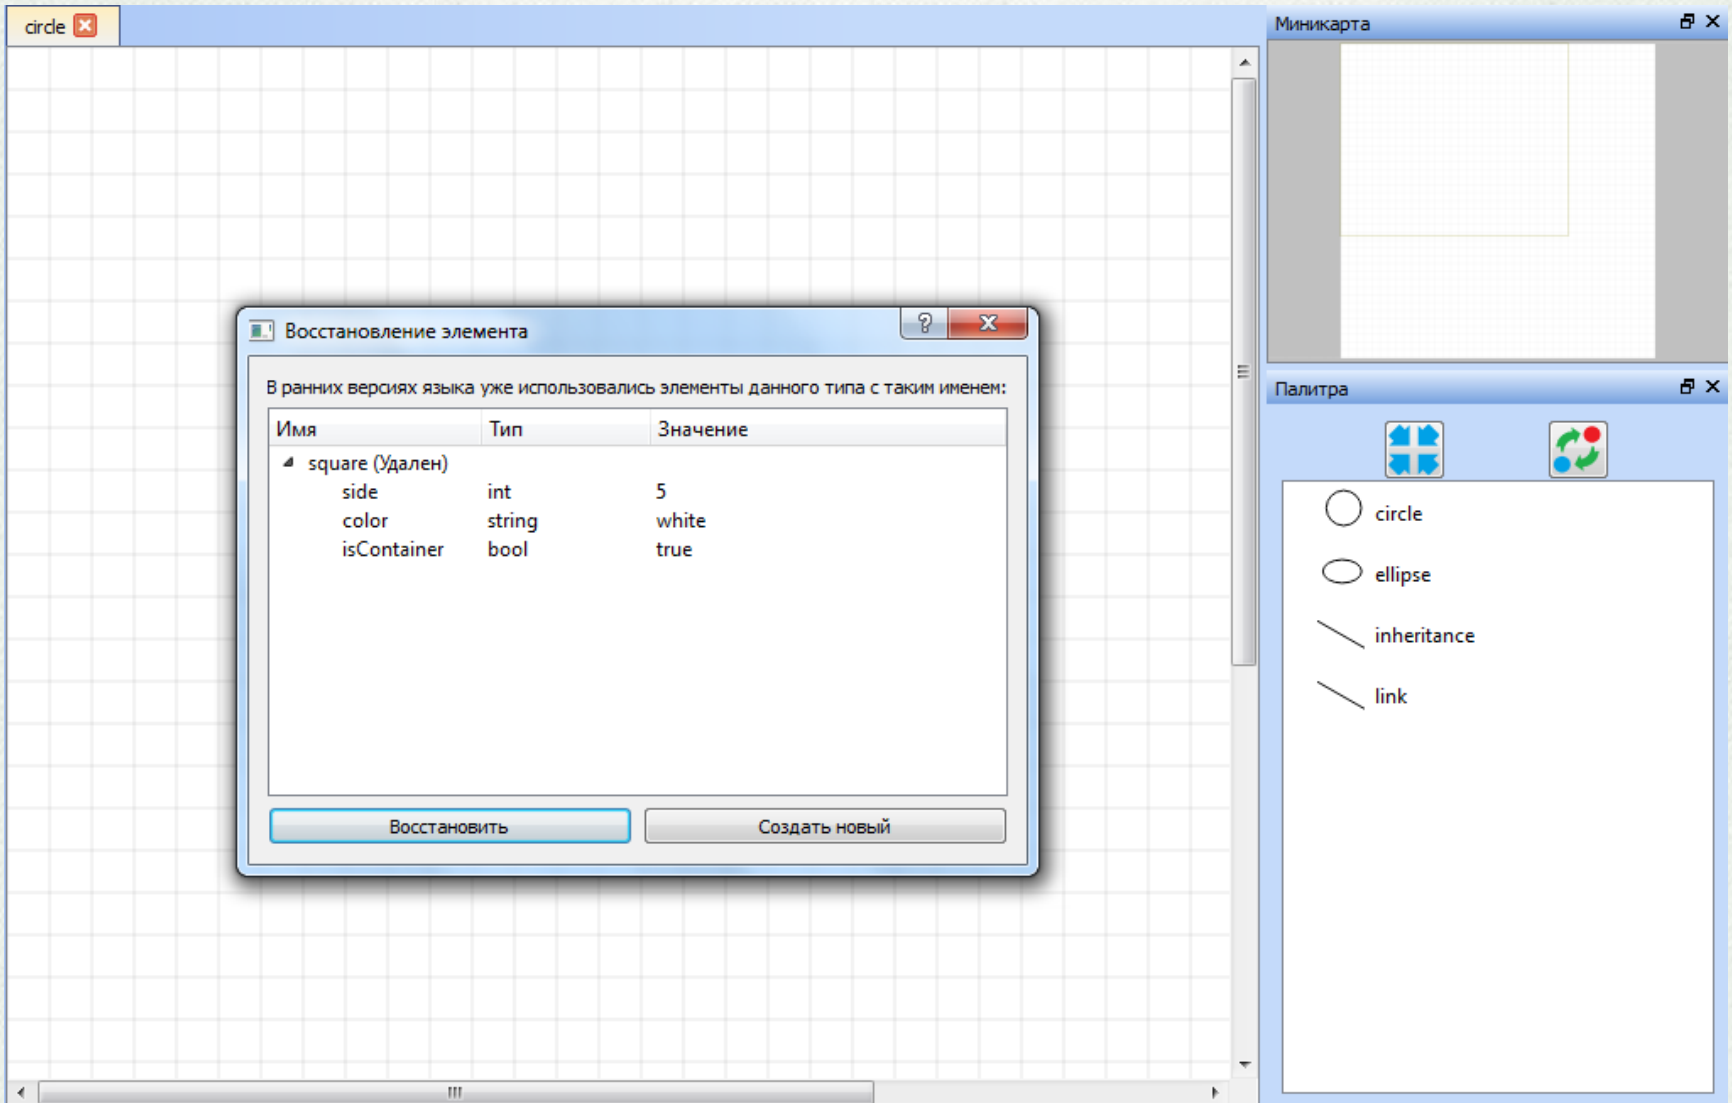 circle
Миникарта
Восстановление элемента
В ранних версиях языка уже использовались элементы данного типа с таким именем:
Имя Тип Значение
square (Удален)
side int 5
color string white
isContainer bool true
Восстановить Создать новый
Палитра
circle
ellipse
inheritance
link